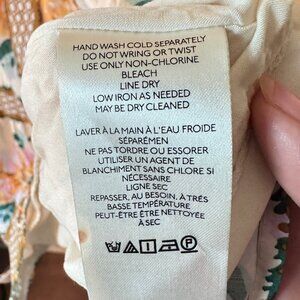 HAND WASH COLD SEPARATELY
DO NOT WRING OR TWIST
USE ONLY NON-CHLORINE
BLEACH
LINE DRY
LOW IRON AS NEEDED
MAY BE DRY CLEANED
LAVER À LA MAIN À L'EAU FROIDE
SÉPARÉMEN
NE PAS TORDRE OU ESSORER
UTILISER UN AGENT DE
BLANCHIMENT SANS CHLORE SI
NÉCESSAIRE
LIGNE SEC
REPASSER, AU BESOIN, À TRÈS
BASSE TEMPÉRATURE
PEUT-ÊTRE ÊTRE NETTOYÉE
À SEC